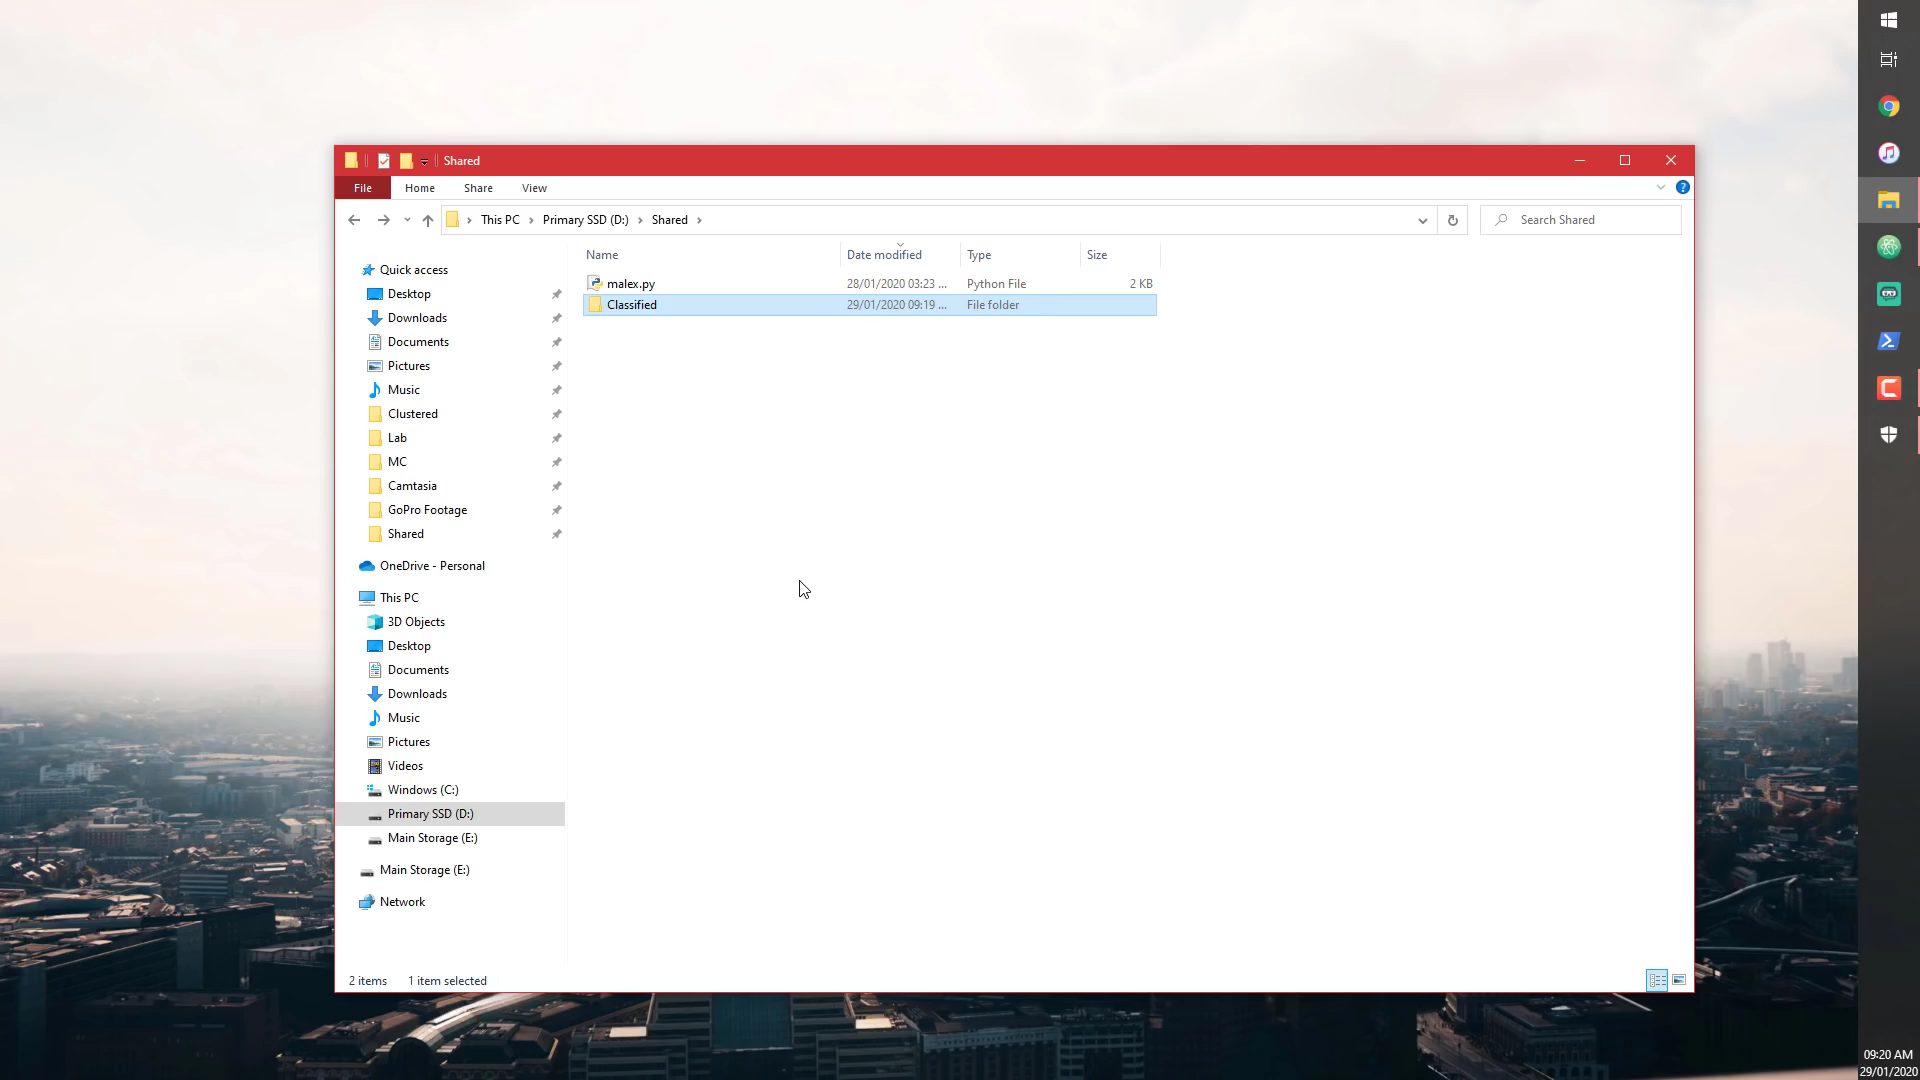 Shared
File Home Share View
This PC Primary SSD (D:) Shared
Search Shared
Name Date modified Type Size
malex.py 28/01/2020 03:23 ... Python File 2 KB
Classified 29/01/2020 09:19 ... File folder
Quick access
Desktop
Downloads
Documents
Pictures
Music
Clustered
Lab
MC
Camtasia
GoPro Footage
Shared
OneDrive - Personal
This PC
3D Objects
Desktop
Documents
Downloads
Music
Pictures
Videos
Windows (C:)
Primary SSD (D:)
Main Storage (E:)
Main Storage (E:)
Network
2 items 1 item selected
09:20 AM
29/01/2020